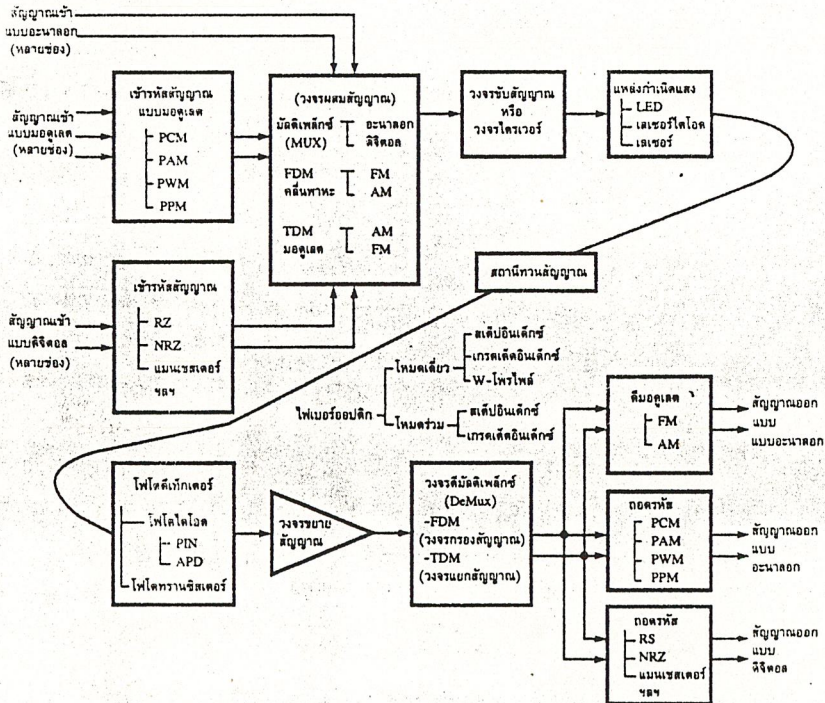 สัญญาณเข้า
แบบอะนาลอก
(หลายช่อง)
สัญญาณเข้า
แบบมอดูเลต
(หลายช่อง)
เข้ารหัสสัญญาณ
แบบมอดูเลต
PCM
PAM
PWM
PPM
(วงจรผสมสัญญาณ)
มัลติเพล็กซ์ อะนาลอก
(MUX) ดิจิตอล
FDM FM
คลื่นพาหะ AM
TDM AM
มอดูเลต FM
วงจรขับสัญญาณ
หรือ
วงจรไดรเวอร์
แหล่งกำเนิดแสง
LED
เลเซอร์ไดโอด
เลเซอร์
สัญญาณเข้า
แบบดิจิตอล
(หลายช่อง)
เข้ารหัสสัญญาณ
RZ
NRZ
แมนเชสเตอร์
ฯลฯ
สถานีทวนสัญญาณ
ไฟเบอร์ออปติก
โหมดเดี่ยว
สเต็ปอินเด็กซ์
เกรดเด็ดอินเด็กซ์
W-โพรไฟล์
โหมดร่วม
สเต็ปอินเด็กซ์
เกรดเด็ดอินเด็กซ์
โฟโตดีเท็กเตอร์
โฟโตไดโอด
PIN
APD
โฟโตทรานซิสเตอร์
วงจรขยาย
สัญญาณ
วงจรดีมัลติเพล็กซ์
(DeMux)
-FDM
(วงจรกรองสัญญาณ)
-TDM
(วงจรแยกสัญญาณ)
ดีมอดูเลต
FM
AM
สัญญาณออก
แบบ
แบบอะนาลอก
ถอดรหัส
PCM
PAM
PWM
PPM
สัญญาณออก
แบบ
อะนาลอก
ถอดรหัส
RS
NRZ
แมนเชสเตอร์
ฯลฯ
สัญญาณออก
แบบ
ดิจิตอล